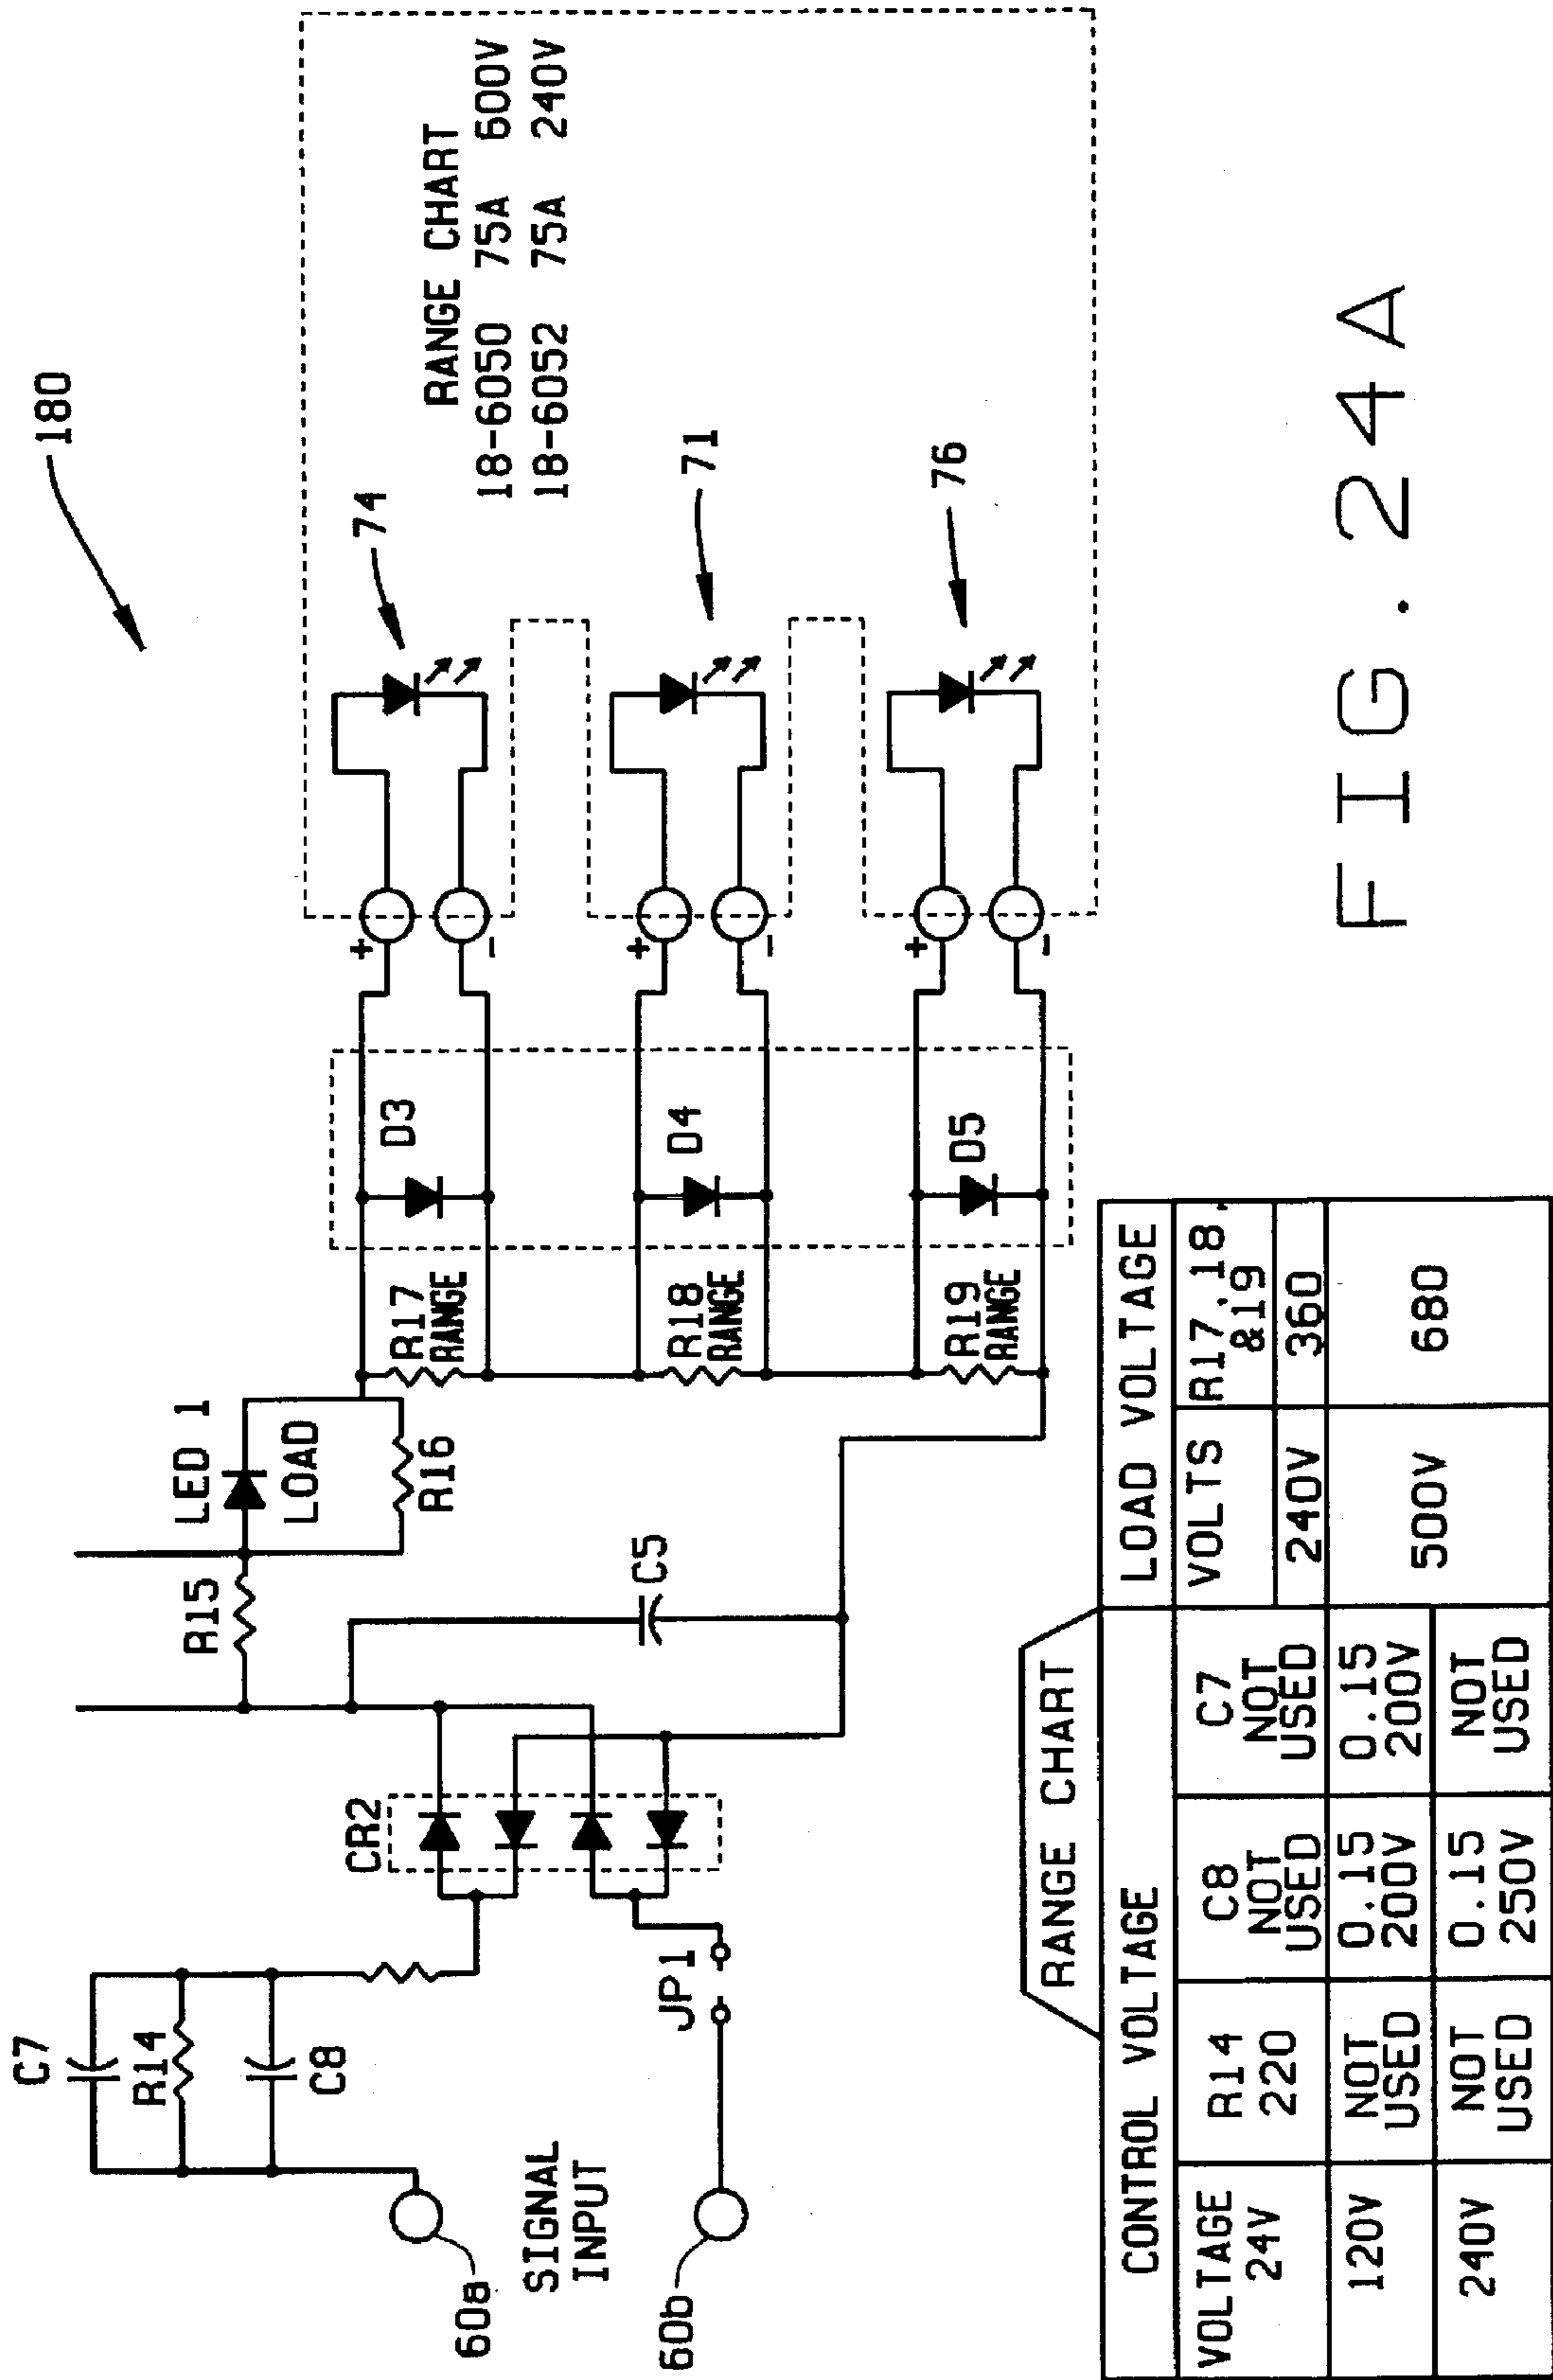 180
C7
R14
C8
60a
SIGNAL
INPUT
60b
JP1
CR2
R15
C5
LED 1
LOAD
R16
R17
RANGE
R18
RANGE
R19
RANGE
D3
D4
D5
+
-
+
-
+
-
74
71
76
RANGE CHART
18-6050 75A 600V
18-6052 75A 240V
RANGE CHART
CONTROL VOLTAGE LOAD VOLTAGE
VOLTAGE R14 C8 C7 VOLTS R17,18,
&19
24V 220 NOT USED NOT USED 240V 360
120V NOT USED 0.15 200V 0.15 200V 500V 680
240V NOT USED 0.15 250V NOT USED
FIG. 24A